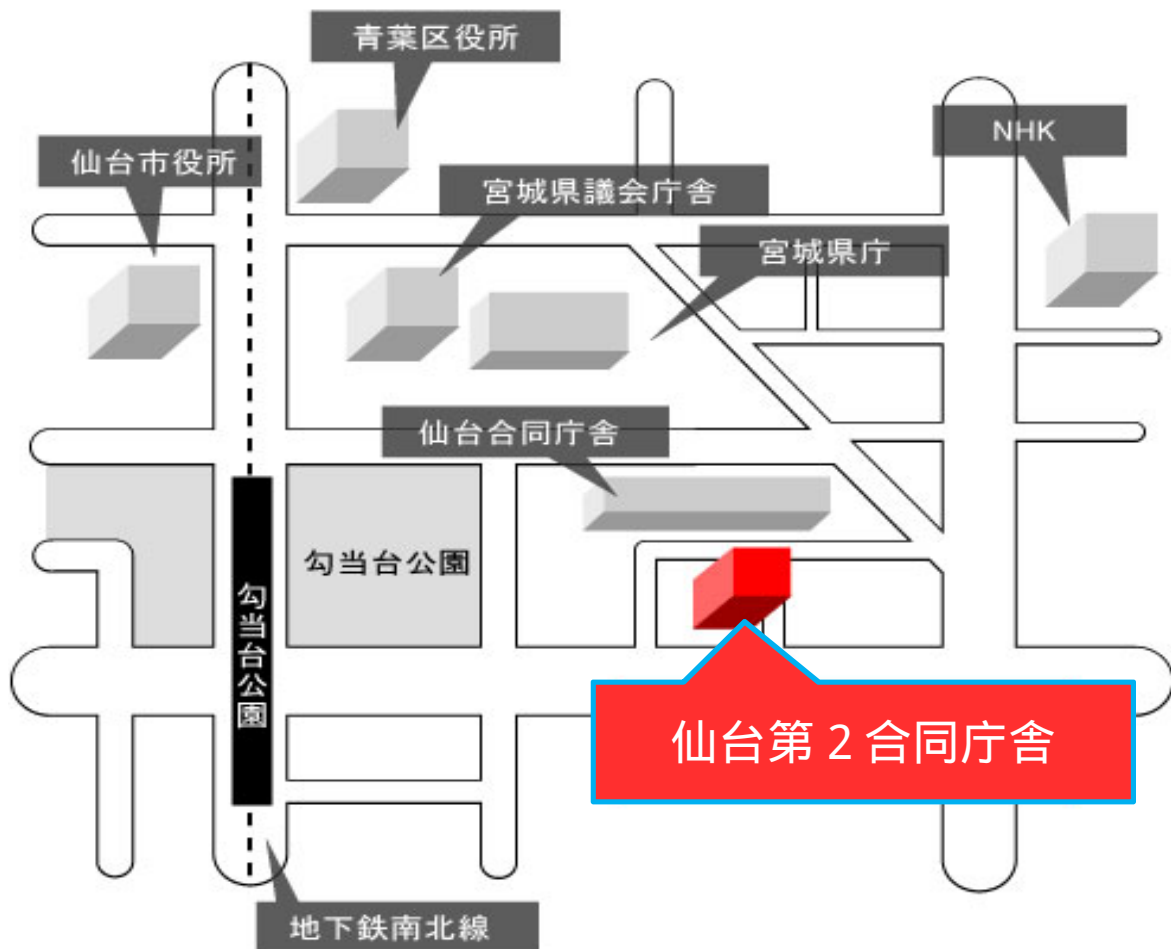 青葉区役所
NHK
仙台市役所
宮城県議会庁舎
宮城県庁
仙台合同庁舎
勾当台公園
勾当台公園
仙台第2合同庁舎
地下鉄南北線